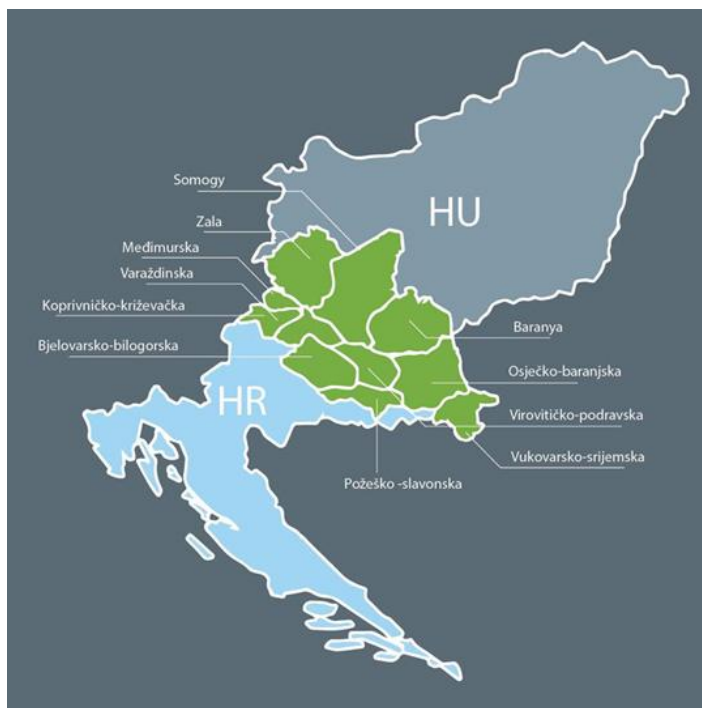 Somogy
HU
Zala
Međimurska
Varaždinska
Koprivničko-križevačka
Baranya
Bjelovarsko-bilogorska
Osječko-baranjska
HR
Virovitičko-podravska
Vukovarsko-srijemska
Požeško -slavonska